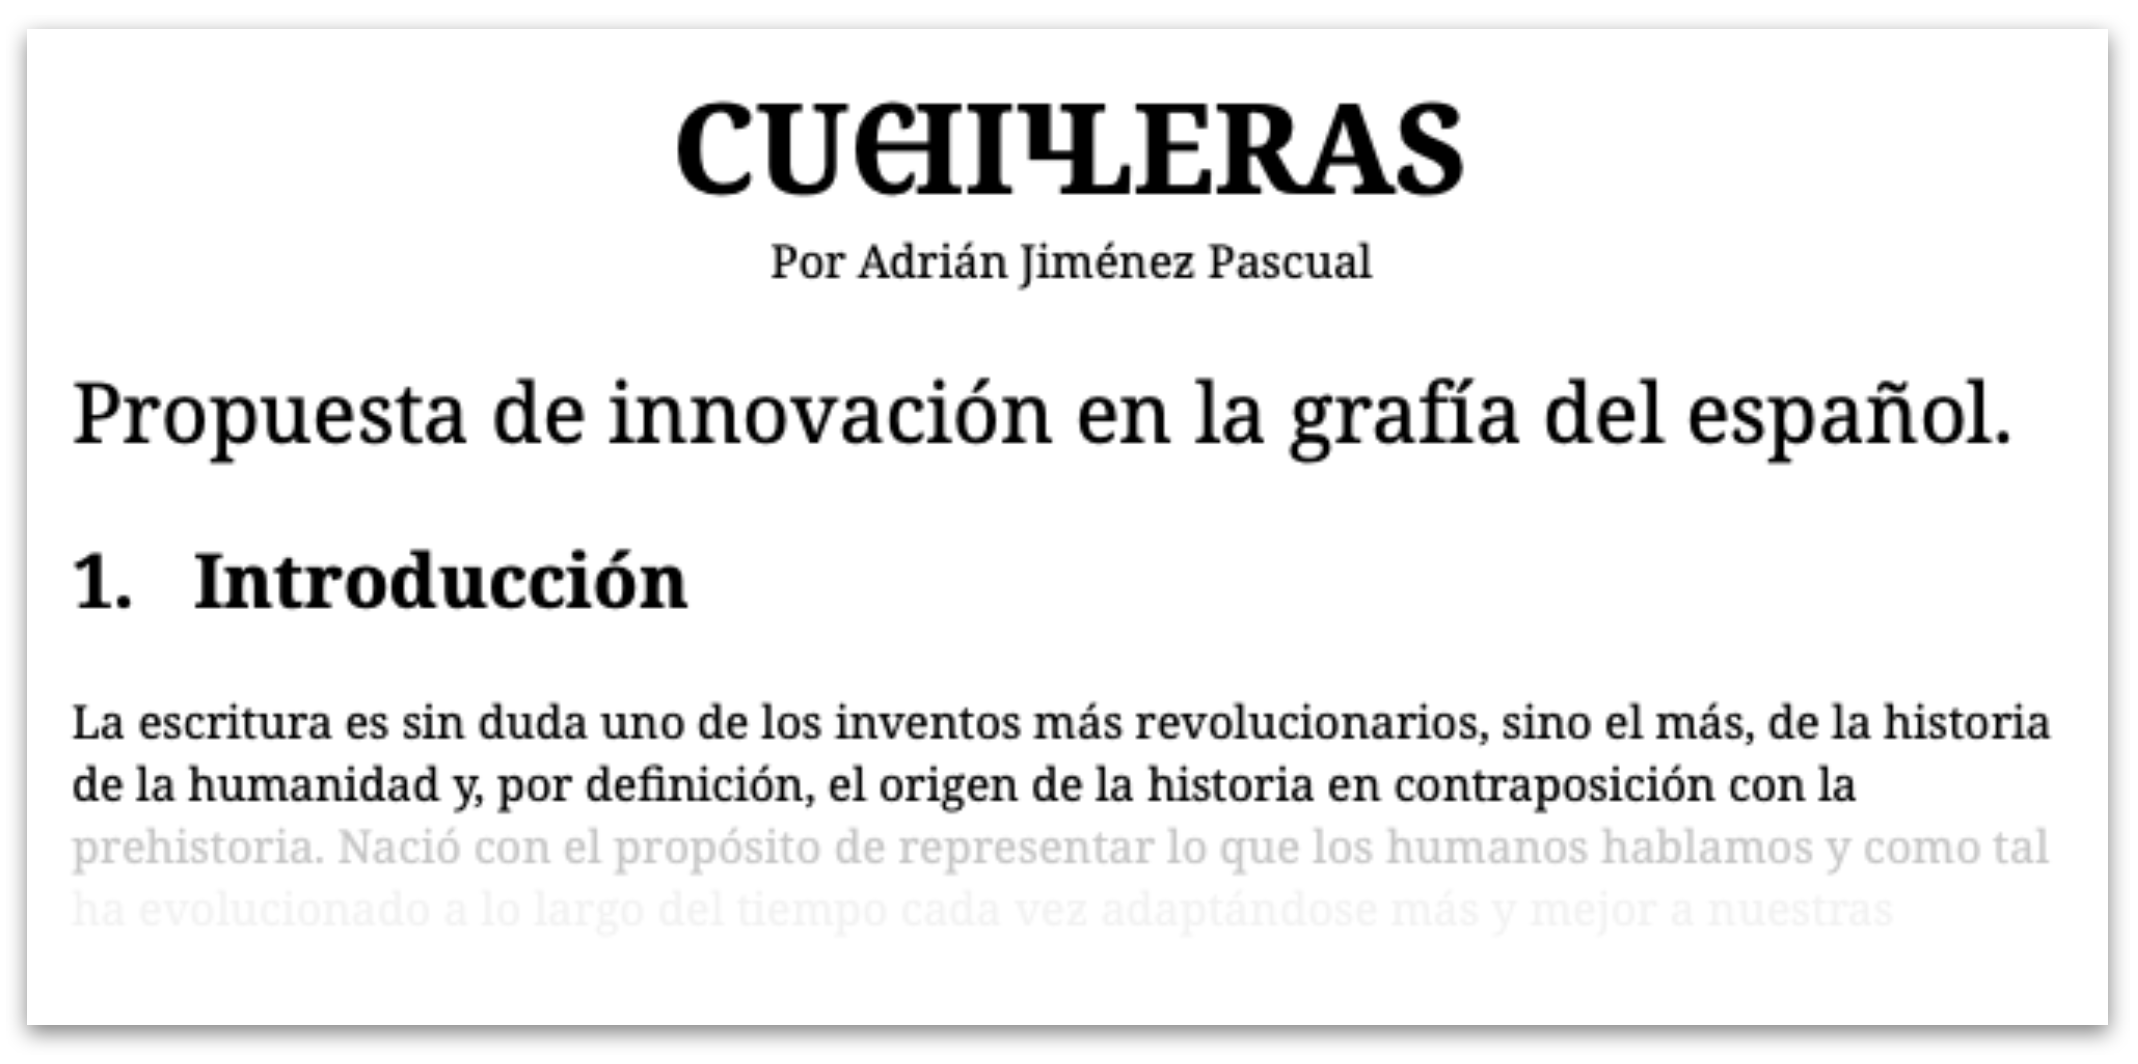 CUCHILLERAS
Por Adrián Jiménez Pascual
Propuesta de innovación en la grafía del español.
1. Introducción
La escritura es sin duda uno de los inventos más revolucionarios, sino el más, de la historia
de la humanidad y, por definición, el origen de la historia en contraposición con la
prehistoria. Nació con el propósito de representar lo que los humanos hablamos y como tal
ha evolucionado a lo largo del tiempo cada vez adaptándose más y mejor a nuestras